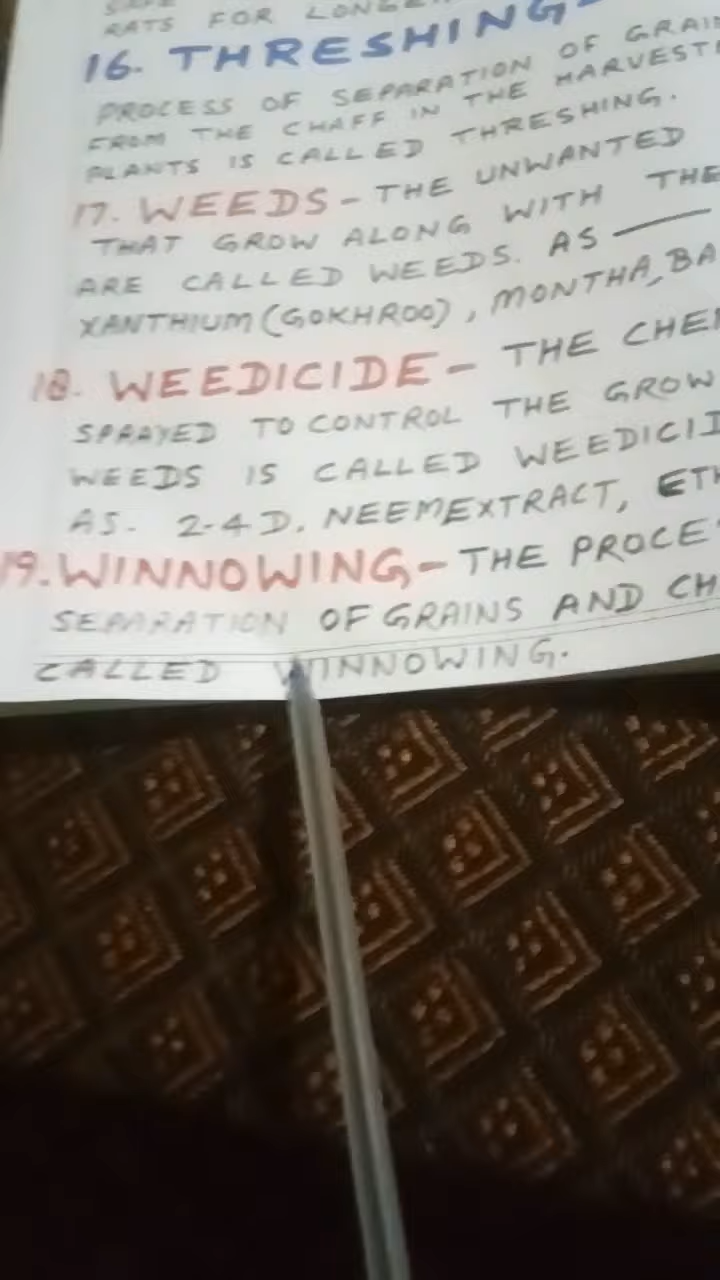 RATS FOR
16. THRESHING-
PROCESS OF SEPARATION OF GRAI
FROM THE CHAFF IN THE HARVEST
PLANTS IS CALLED THRESHING.
17. WEEDS - THE UNWANTED
THAT GROW ALONG WITH THE
ARE CALLED WEEDS. AS —
XANTHIUM (GOKHROO), MONTHA, BA
18. WEEDICIDE - THE CHE
SPRAYED TO CONTROL THE GROW
WEEDS IS CALLED WEEDICI
AS. 2-4 D. NEEMEXTRACT, ETH
19. WINNOWING - THE PROCE
SEPARATION OF GRAINS AND CH
CALLED WINNOWING.